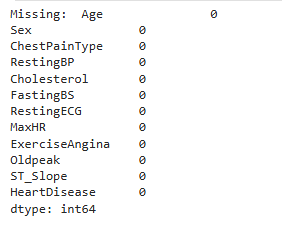 Missing:  Age               0
Sex               0
ChestPainType     0
RestingBP         0
Cholesterol       0
FastingBS         0
RestingECG        0
MaxHR             0
ExerciseAngina    0
Oldpeak           0
ST_Slope          0
HeartDisease      0
dtype: int64